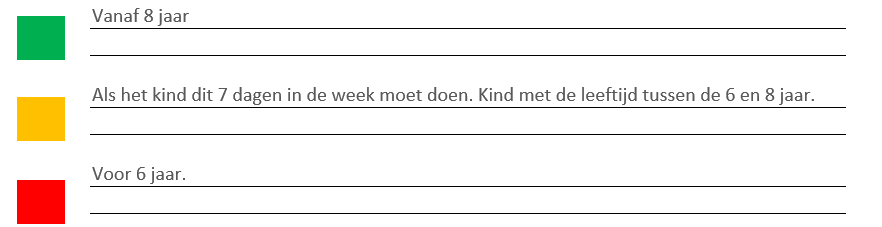 Vanaf 8 jaar
Als het kind dit 7 dagen in de week moet doen. Kind met de leeftijd tussen de 6 en 8 jaar.
Voor 6 jaar.